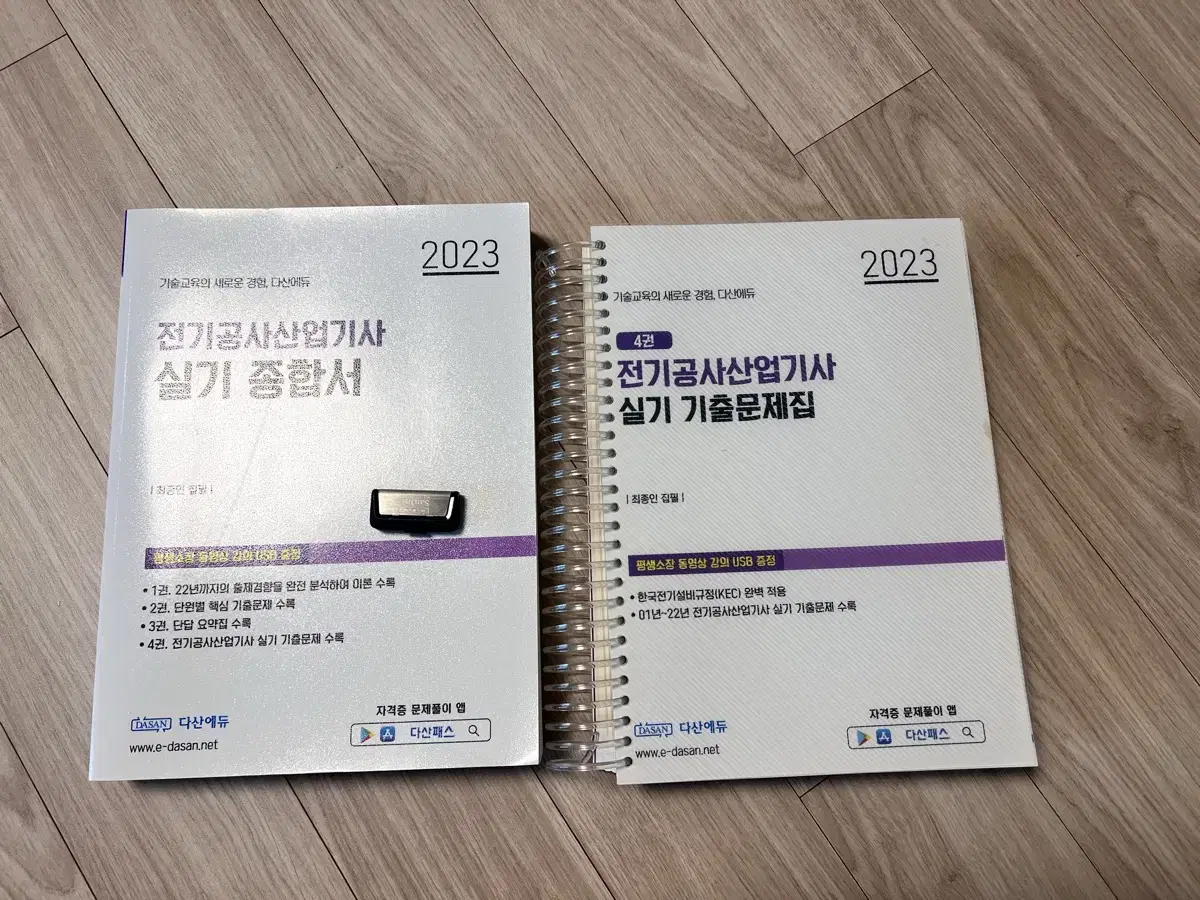 2023
기술교육의 새로운 경험, 다산에듀
전기공사산업기사
실기 종합서
| 최종인 집필 |
평생소장 동영상 강의 USB 증정
• 1권. 22년까지의 출제경향을 완전 분석하여 이론 수록
• 2권. 단원별 핵심 기출문제 수록
• 3권. 단답 요약집 수록
• 4권. 전기공사산업기사 실기 기출문제 수록
자격증 문제풀이 앱
DASAN 다산에듀
다산패스
www.e-dasan.net
2023
기술교육의 새로운 경험, 다산에듀
4권
전기공사산업기사
실기 기출문제집
| 최종인 집필 |
평생소장 동영상 강의 USB 증정
• 한국전기설비규정(KEC) 완벽 적용
• 01년~22년 전기공사산업기사 실기 기출문제 수록
자격증 문제풀이 앱
DASAN 다산에듀
다산패스
www.e-dasan.net